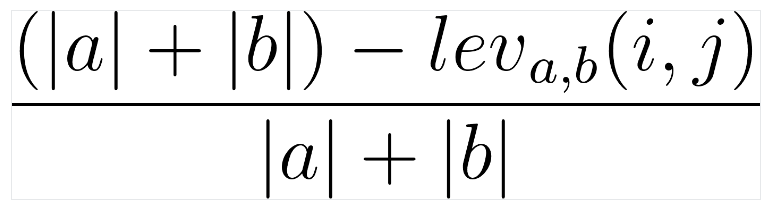 (|a| + |b|) − lev_{a,b}(i, j)
|a| + |b|